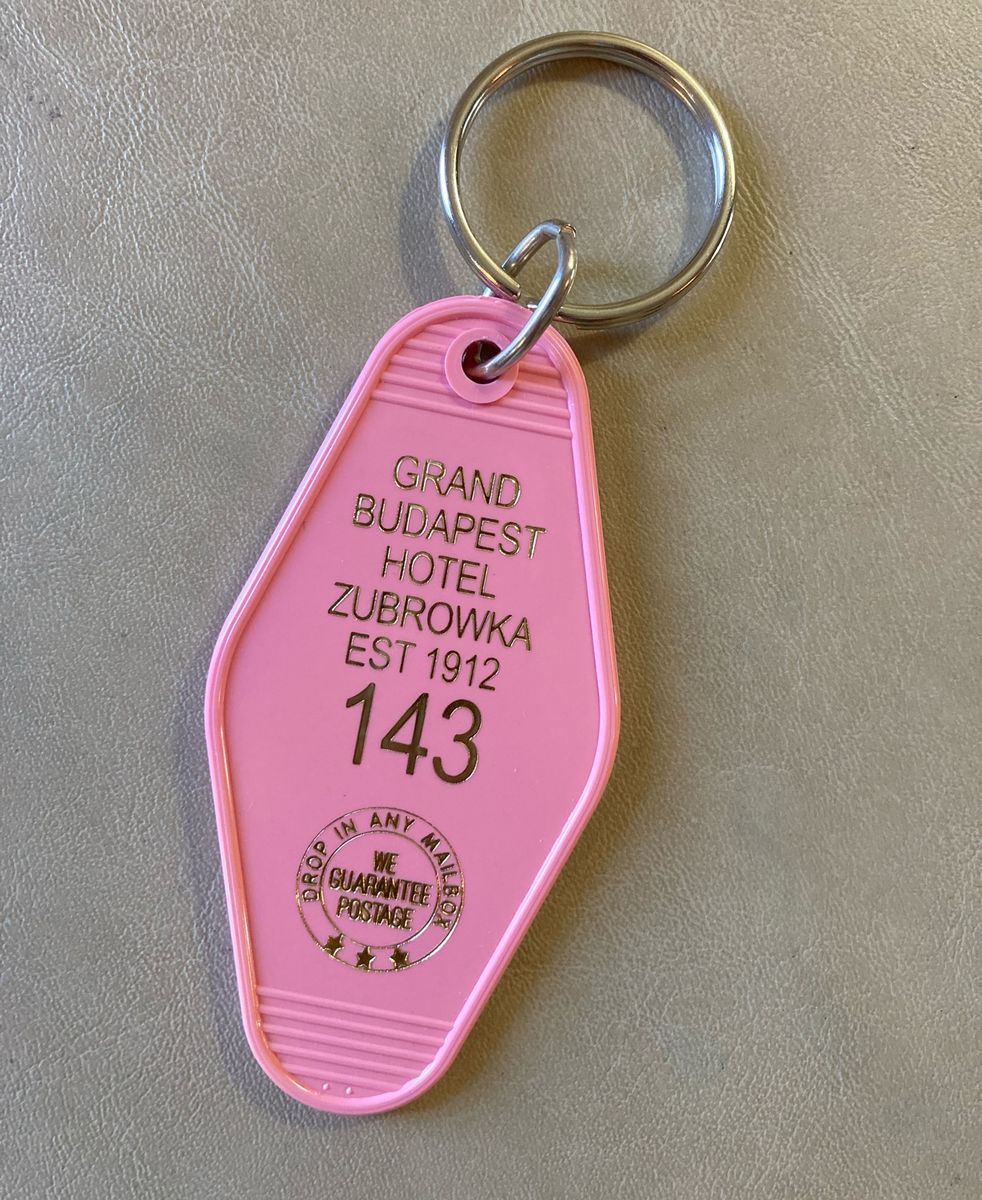 GRAND
BUDAPEST
HOTEL
ZUBROWKA
EST 1912
143
DROP IN ANY MAILBOX
WE
GUARANTEE
POSTAGE